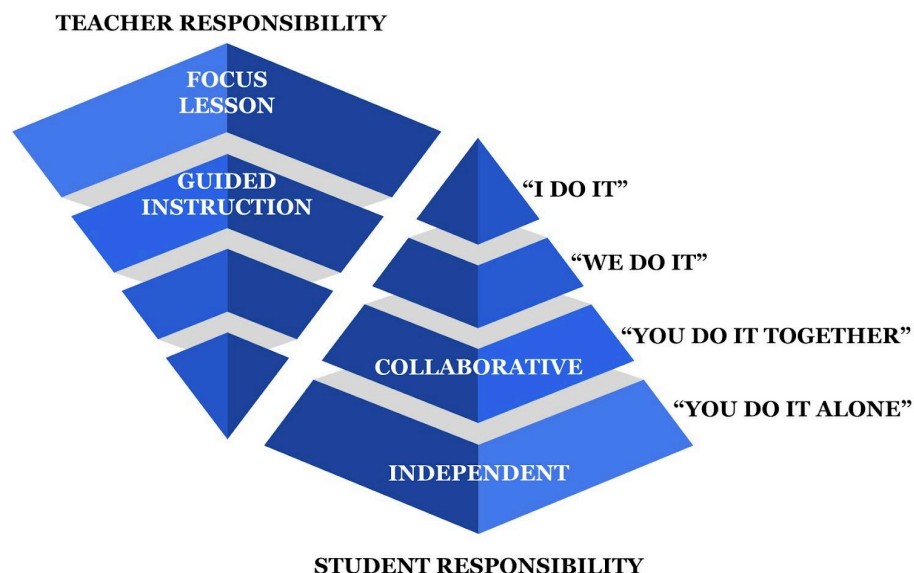 TEACHER RESPONSIBILITY
FOCUS
LESSON
GUIDED
INSTRUCTION
“I DO IT”
“WE DO IT”
“YOU DO IT TOGETHER”
COLLABORATIVE
“YOU DO IT ALONE”
INDEPENDENT
STUDENT RESPONSIBILITY